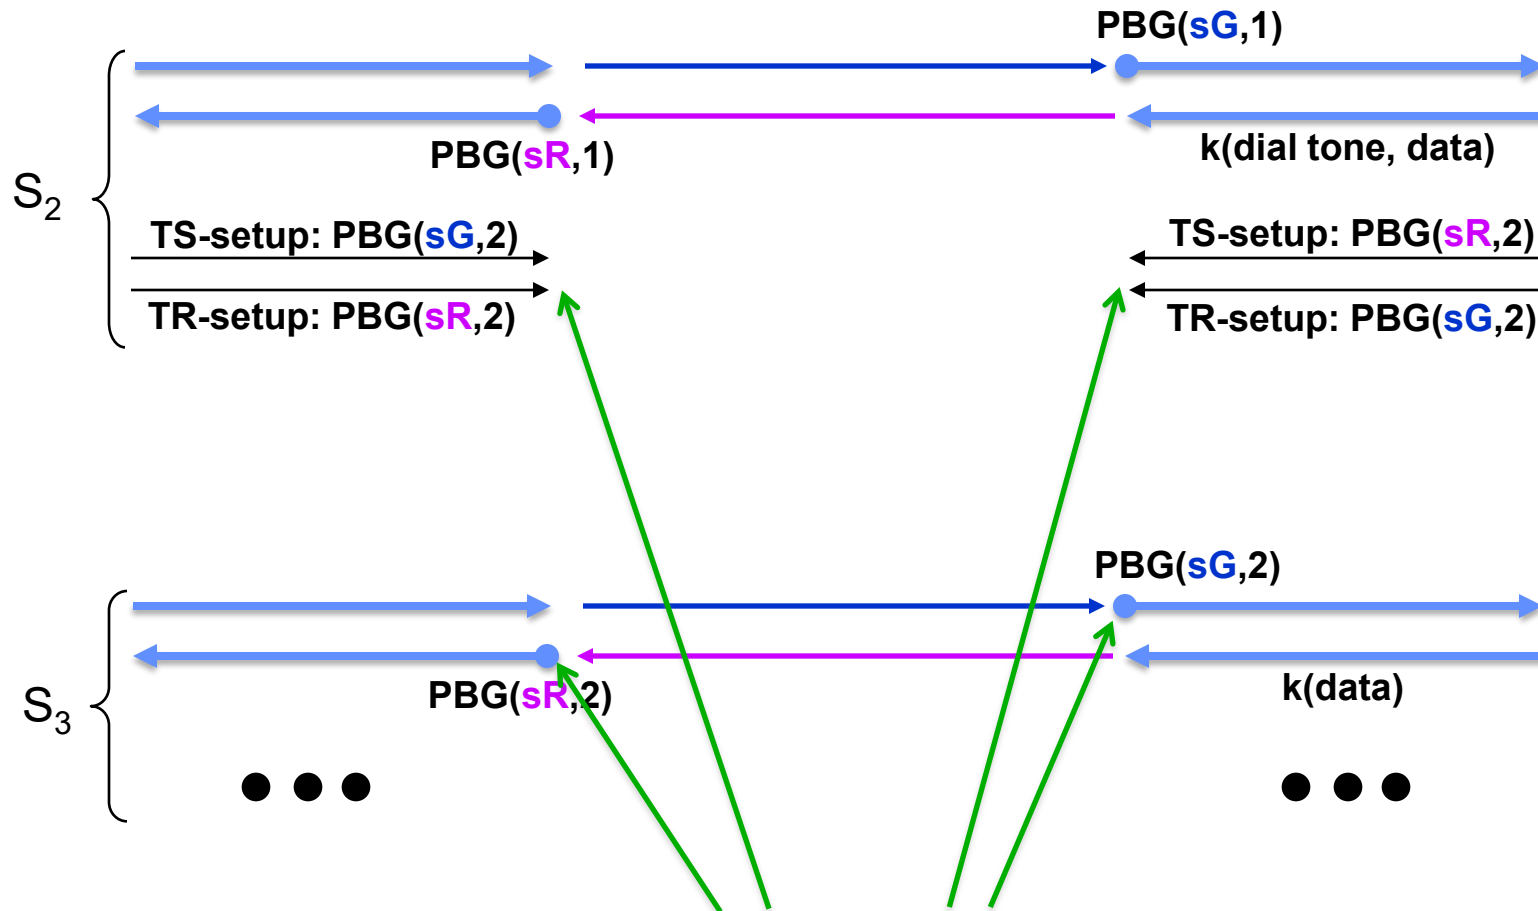 PBG(sG,1)
PBG(sR,1)
k(dial tone, data)
S2
TS-setup: PBG(sG,2)
TS-setup: PBG(sR,2)
TR-setup: PBG(sR,2)
TR-setup: PBG(sG,2)
PBG(sG,2)
PBG(sR,2)
k(data)
S3